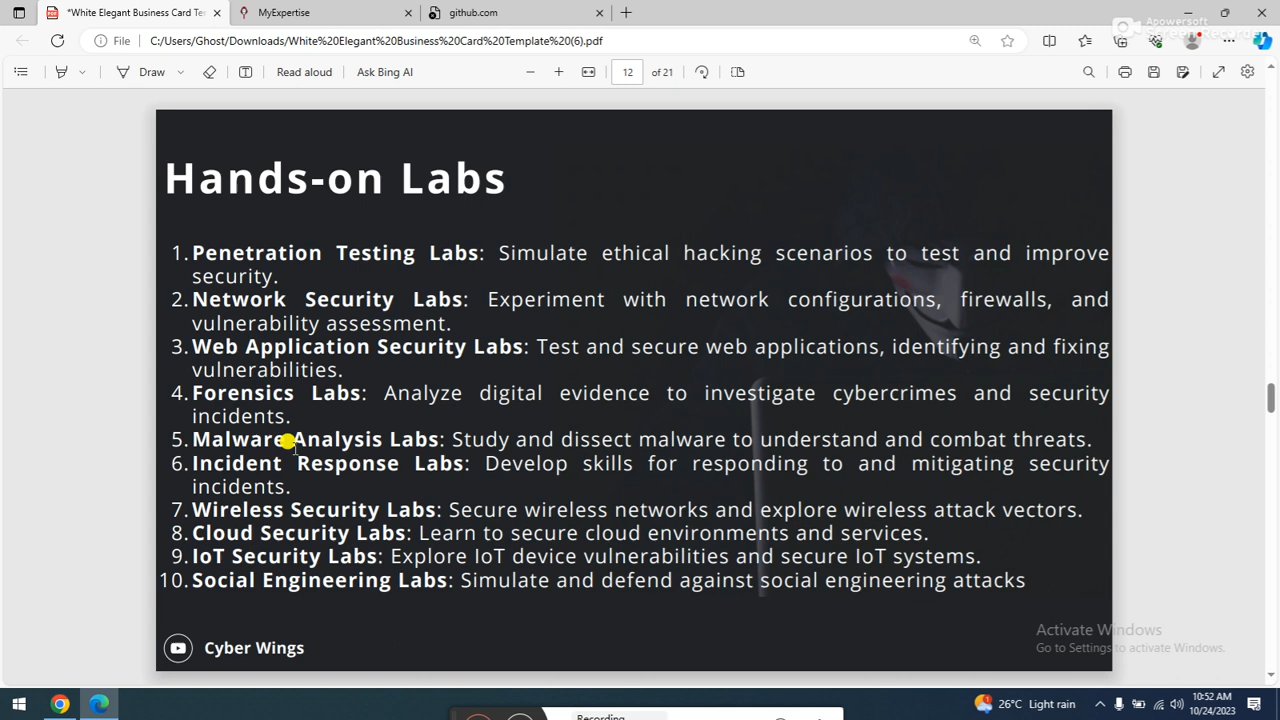 *White Elegant Business Card Ter
MyExpertise
github.com
File
C:/Users/Ghost/Downloads/White%20Elegant%20Business%20Card%20Template%20(6).pdf
Apowersoft
Screen Recorder
Draw
Read aloud
Ask Bing AI
12 of 21
Hands-on Labs
1. Penetration Testing Labs: Simulate ethical hacking scenarios to test and improve
security.
2. Network Security Labs: Experiment with network configurations, firewalls, and
vulnerability assessment.
3. Web Application Security Labs: Test and secure web applications, identifying and fixing
vulnerabilities.
4. Forensics Labs: Analyze digital evidence to investigate cybercrimes and security
incidents.
5. Malware Analysis Labs: Study and dissect malware to understand and combat threats.
6. Incident Response Labs: Develop skills for responding to and mitigating security
incidents.
7. Wireless Security Labs: Secure wireless networks and explore wireless attack vectors.
8. Cloud Security Labs: Learn to secure cloud environments and services.
9. IoT Security Labs: Explore IoT device vulnerabilities and secure IoT systems.
10. Social Engineering Labs: Simulate and defend against social engineering attacks
Cyber Wings
Activate Windows
Go to Settings to activate Windows.
Recording
26°C Light rain
10:52 AM
10/24/2023